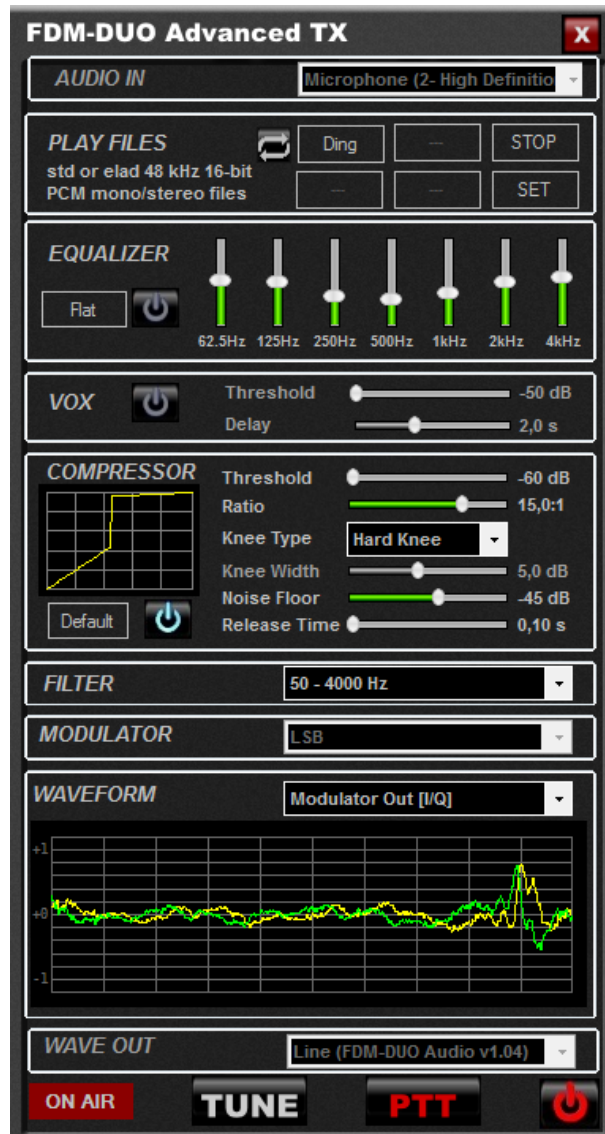 FDM-DUO Advanced TX
X
AUDIO IN
Microphone (2- High Definitio
PLAY FILES
std or elad 48 kHz 16-bit
PCM mono/stereo files
Ding
---
STOP
---
---
SET
EQUALIZER
Flat
62.5Hz 125Hz 250Hz 500Hz 1kHz 2kHz 4kHz
VOX
Threshold -50 dB
Delay 2,0 s
COMPRESSOR
Threshold -60 dB
Ratio 15,0:1
Knee Type Hard Knee
Knee Width 5,0 dB
Noise Floor -45 dB
Release Time 0,10 s
Default
FILTER
50 - 4000 Hz
MODULATOR
LSB
WAVEFORM
Modulator Out [I/Q]
+1
+0
-1
WAVE OUT
Line (FDM-DUO Audio v1.04)
ON AIR
TUNE
PTT